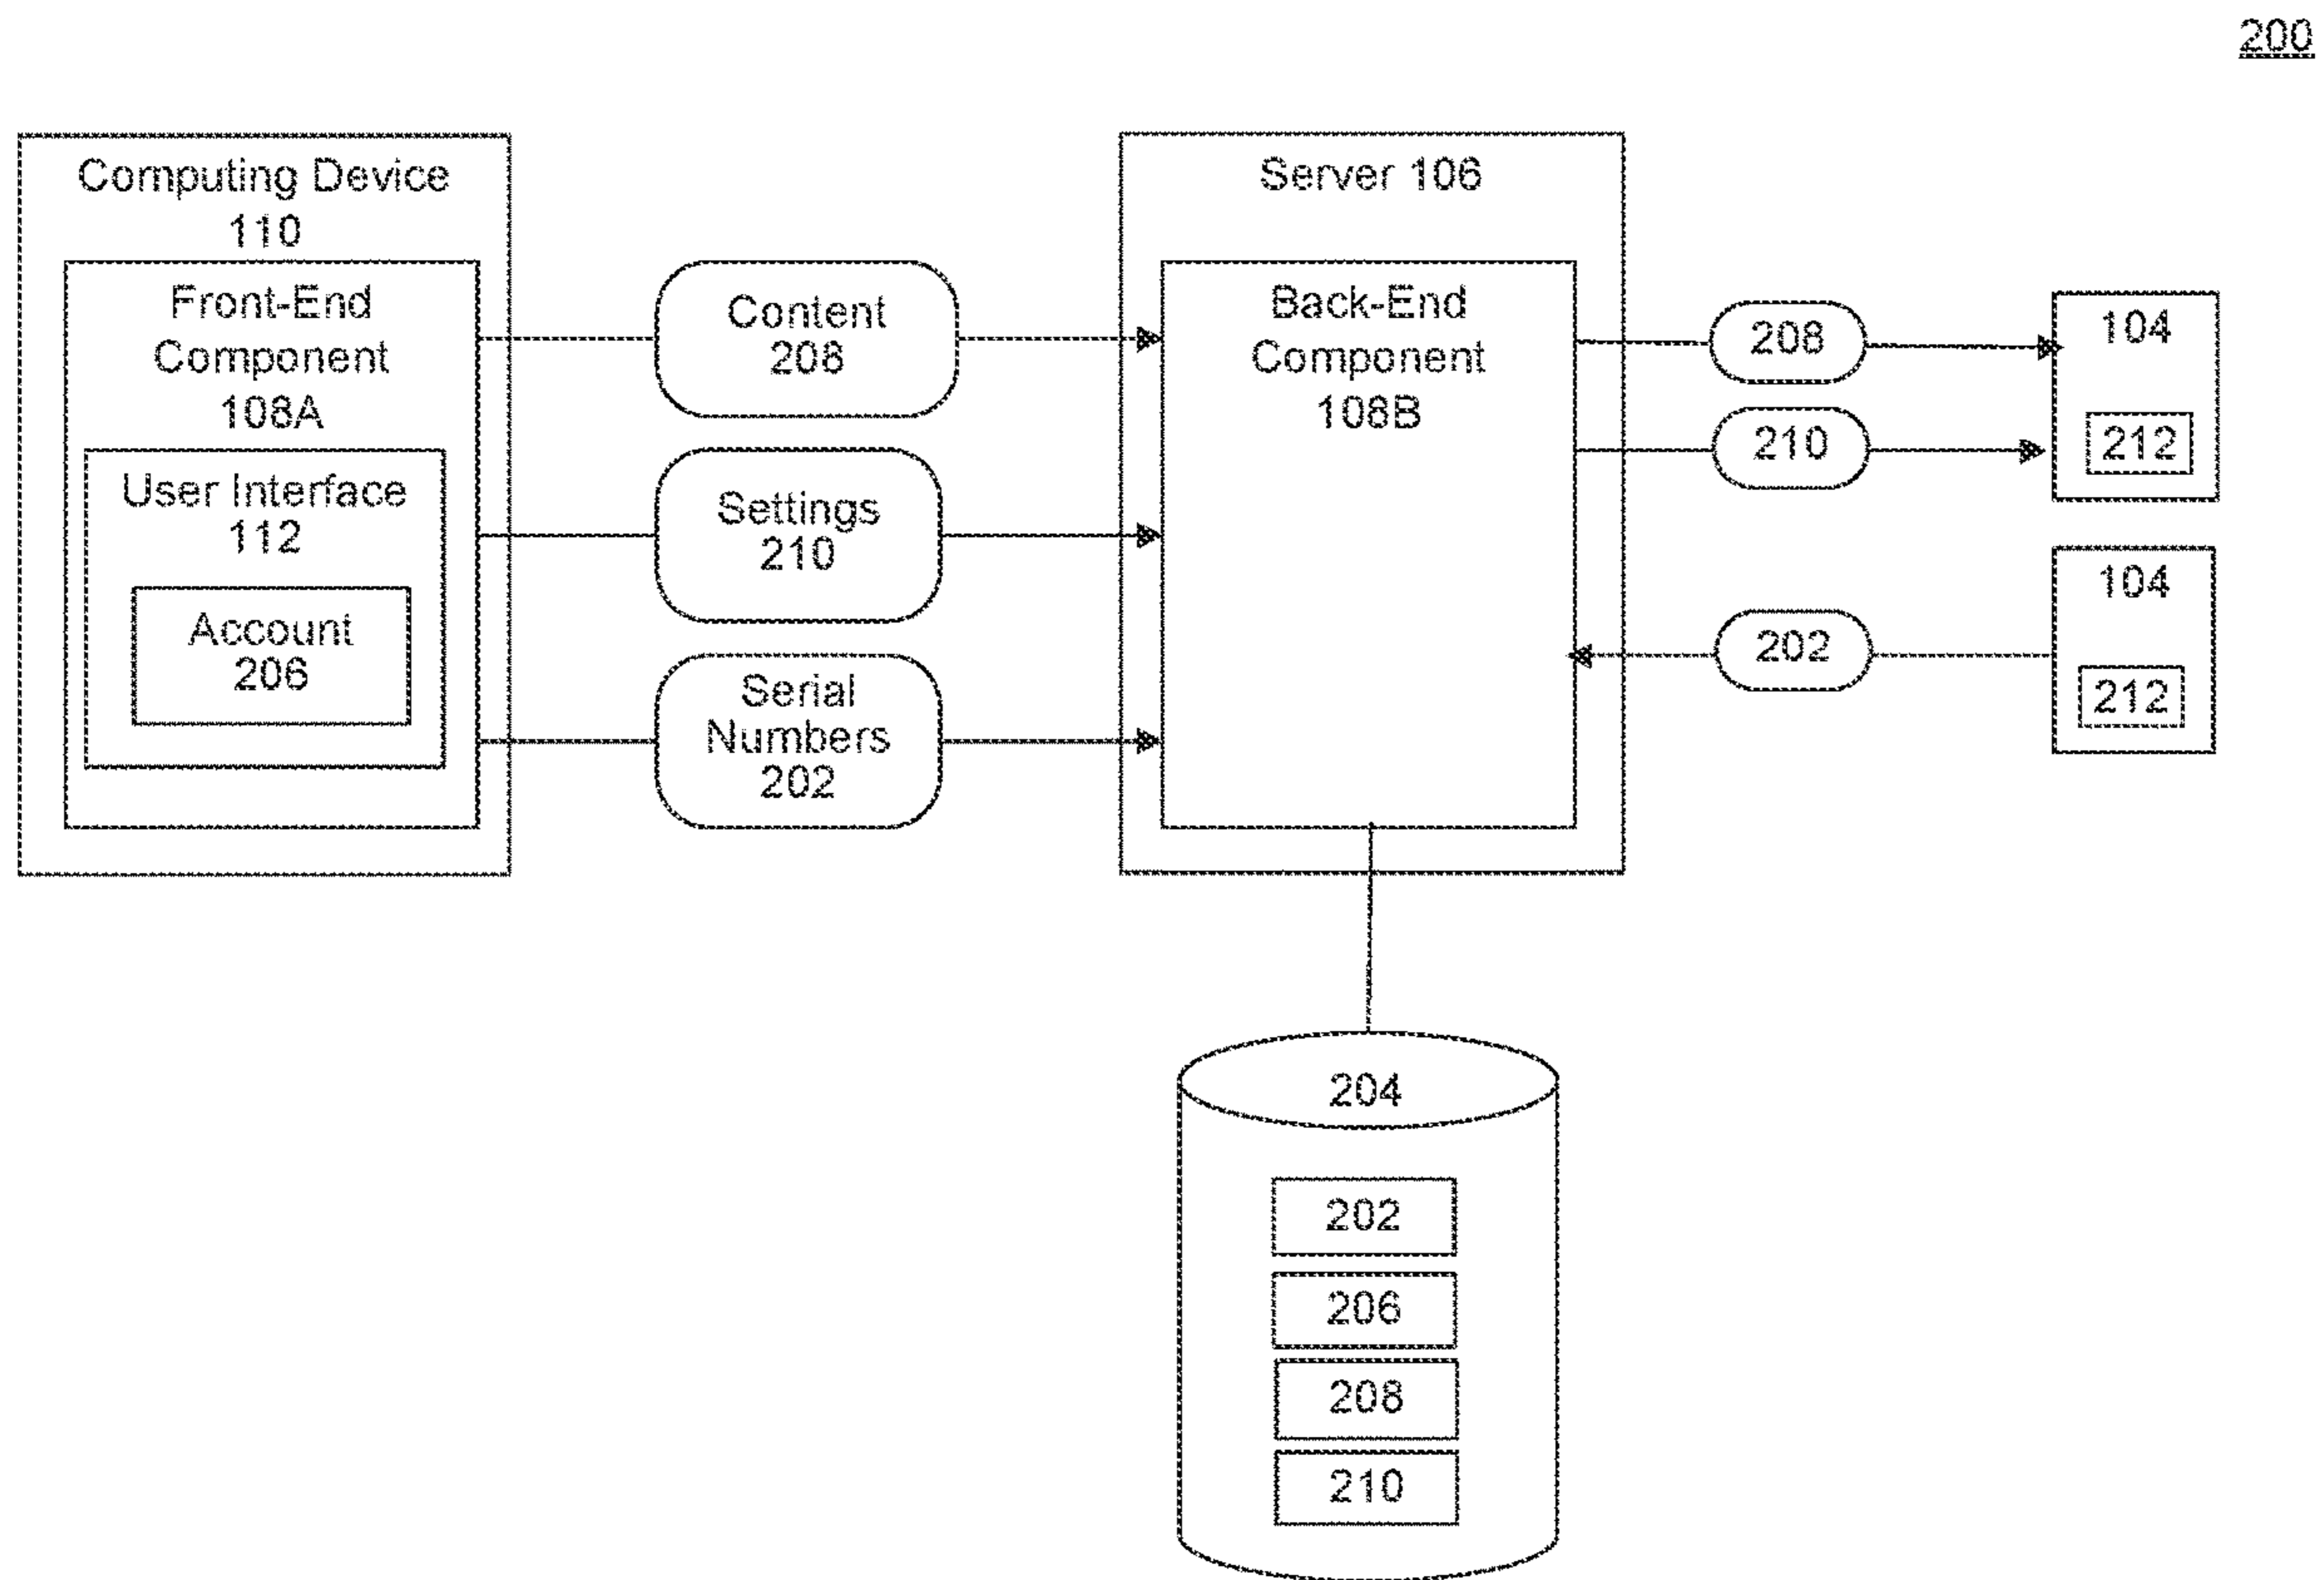 200
Computing Device
110
Front-End
Component
108A
User Interface
112
Account
206
Content
208
Settings
210
Serial
Numbers
202
Server 106
Back-End
Component
108B
208
210
202
104
212
104
212
204
202
206
208
210